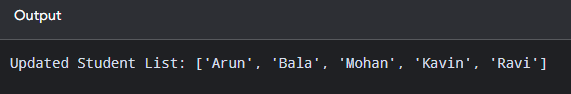 Output
Updated Student List: ['Arun', 'Bala', 'Mohan', 'Kavin', 'Ravi']